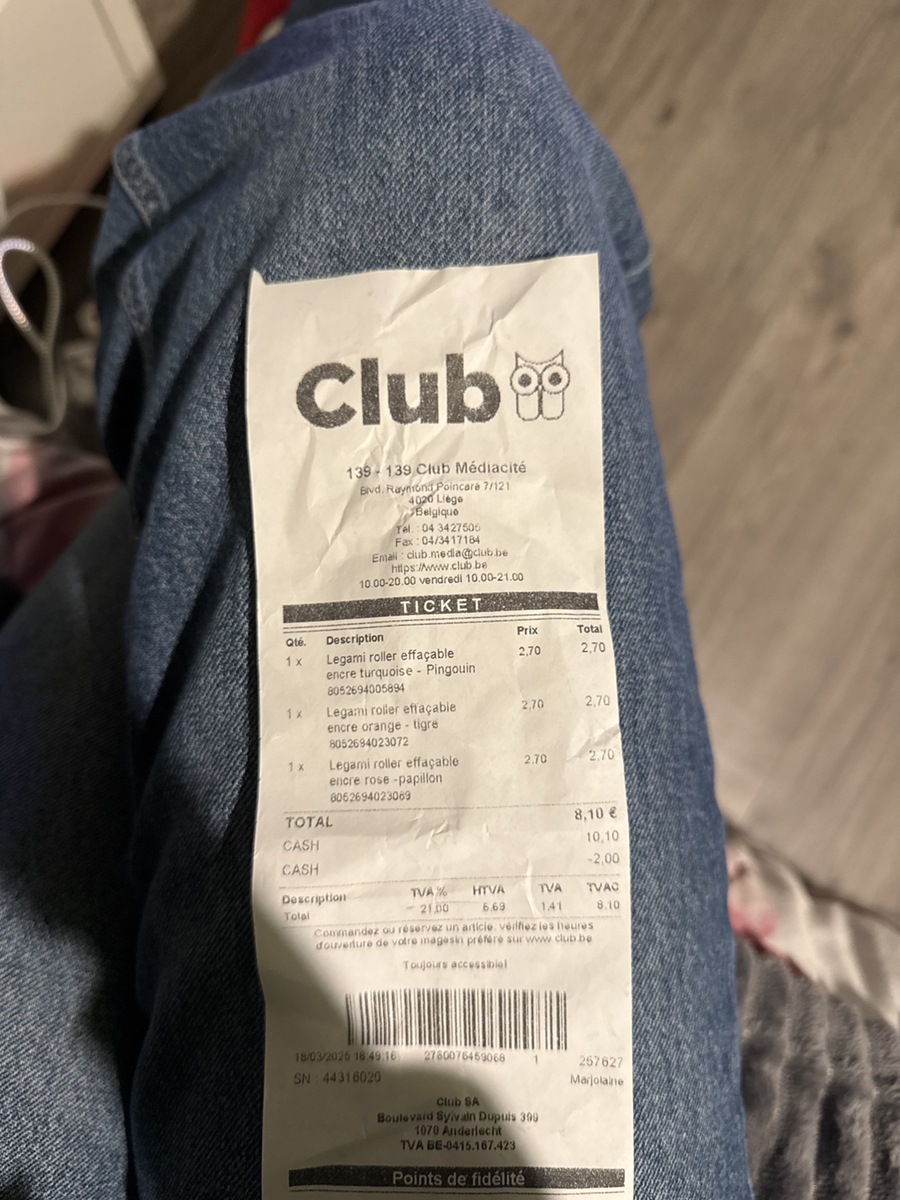 Club
139 - 139 Club Médiacité
Blvd. Raymond Poincaré 7/121
4020 Liège
Belgique
Tél. : 04 3427505
Fax : 04/3417184
Email : club.media@club.be
https://www.club.be
10.00-20.00 vendredi 10.00-21.00
TICKET
Qté. Description Prix Total
1 x Legami roller effaçable 2,70 2,70
encre turquoise - Pingouin
8052694005894
1 x Legami roller effaçable 2,70 2,70
encre orange - tigre
8052694023072
1 x Legami roller effaçable 2,70 2,70
encre rose -papillon
8052694023089
TOTAL 8,10 €
CASH 10,10
CASH -2,00
Description TVA % HTVA TVA TVAC
Total 21,00 6.69 1.41 8.10
Commandez ou réservez un article, vérifiez les heures
d'ouverture de votre magasin préféré sur www.club.be
Toujours accessible!
18:49:16 2780076459068 1 257627
SN : 44316020 Marjolaine
Club SA
Boulevard Sylvain Dupuis 399
1070 Anderlecht
TVA BE-0415.167.423
Points de fidélité